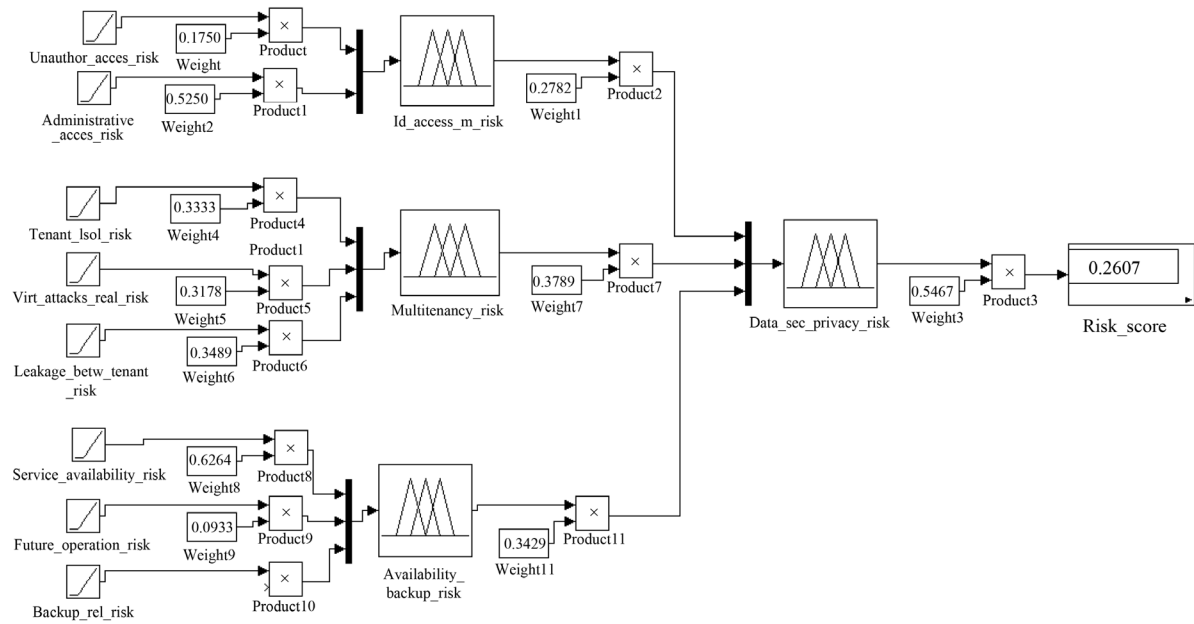 Unauthor_acces_risk
0.1750
Weight
×
Product
Administrative
_acces_risk
0.5250
Weight2
×
Product1
Id_access_m_risk
0.2782
Weight1
×
Product2
Tenant_lsol_risk
0.3333
Weight4
×
Product4
Product1
Virt_attacks_real_risk
0.3178
Weight5
×
Product5
Leakage_betw_tenant
_risk
0.3489
Weight6
×
Product6
Multitenancy_risk
0.3789
Weight7
×
Product7
Data_sec_privacy_risk
0.5467
Weight3
×
Product3
0.2607
Risk_score
Service_availability_risk
0.6264
Weight8
×
Product8
Future_operation_risk
0.0933
Weight9
×
Product9
Backup_rel_risk
×
Product10
Availability_
backup_risk
0.3429
Weight11
×
Product11